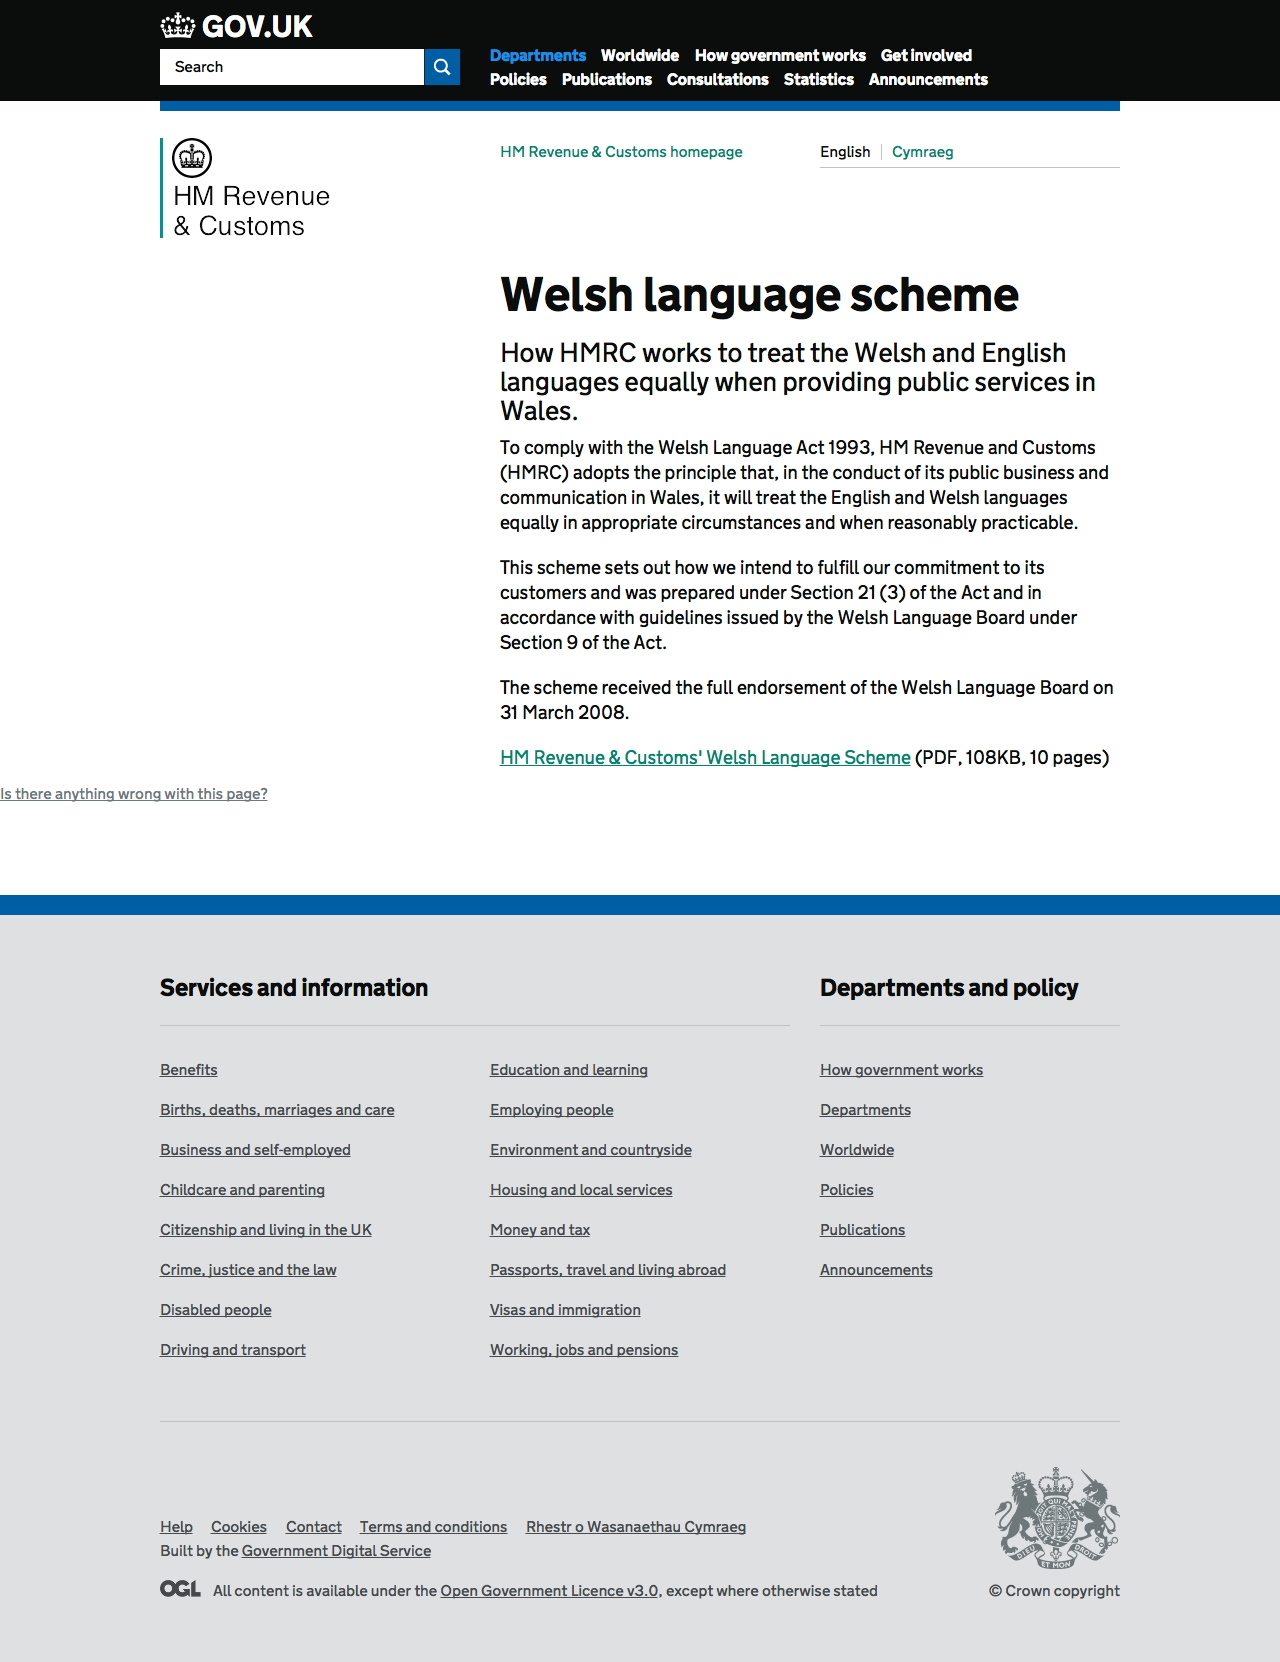 GOV.UK
Search
Departments Worldwide How government works Get involved
Policies Publications Consultations Statistics Announcements
HM Revenue
& Customs
HM Revenue & Customs homepage
English Cymraeg
Welsh language scheme
How HMRC works to treat the Welsh and English
languages equally when providing public services in
Wales.
To comply with the Welsh Language Act 1993, HM Revenue and Customs
(HMRC) adopts the principle that, in the conduct of its public business and
communication in Wales, it will treat the English and Welsh languages
equally in appropriate circumstances and when reasonably practicable.
This scheme sets out how we intend to fulfill our commitment to its
customers and was prepared under Section 21 (3) of the Act and in
accordance with guidelines issued by the Welsh Language Board under
Section 9 of the Act.
The scheme received the full endorsement of the Welsh Language Board on
31 March 2008.
HM Revenue & Customs' Welsh Language Scheme (PDF, 108KB, 10 pages)
Is there anything wrong with this page?
Services and information
Benefits
Births, deaths, marriages and care
Business and self-employed
Childcare and parenting
Citizenship and living in the UK
Crime, justice and the law
Disabled people
Driving and transport
Education and learning
Employing people
Environment and countryside
Housing and local services
Money and tax
Passports, travel and living abroad
Visas and immigration
Working, jobs and pensions
Departments and policy
How government works
Departments
Worldwide
Policies
Publications
Announcements
Help Cookies Contact Terms and conditions Rhestr o Wasanaethau Cymraeg
Built by the Government Digital Service
OGL All content is available under the Open Government Licence v3.0, except where otherwise stated
DIEU ET MON DROIT
© Crown copyright